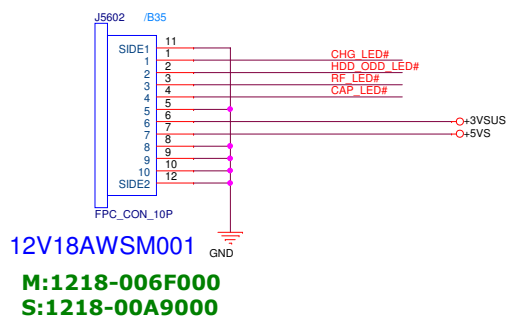 J5602 /B35
SIDE1 11
1 1 CHG_LED#
2 2 HDD_ODD_LED#
3 3 RF_LED#
4 4 CAP_LED#
5 5
6 6 +3VSUS
7 7 +5VS
8 8
9 9
10 10
SIDE2 12
FPC_CON_10P
12V18AWSM001
GND
M:1218-006F000
S:1218-00A9000